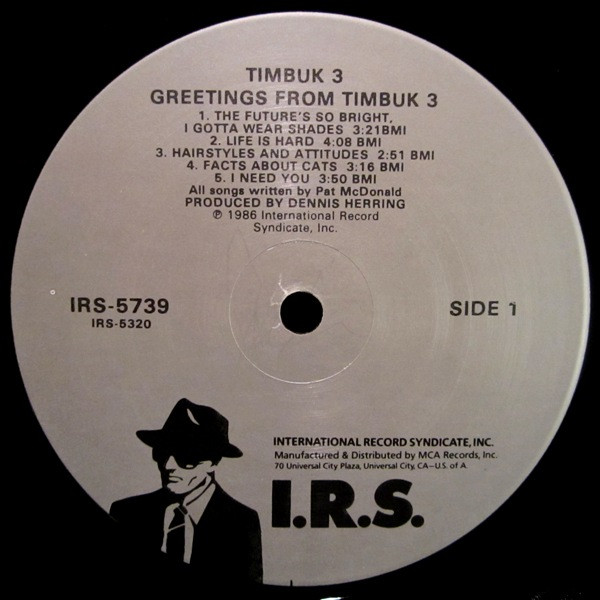 TIMBUK 3
GREETINGS FROM TIMBUK 3
1. THE FUTURE'S SO BRIGHT,
I GOTTA WEAR SHADES 3:21BMI
2. LIFE IS HARD 4:08 BMI
3. HAIRSTYLES AND ATTITUDES 2:51 BMI
4. FACTS ABOUT CATS 3:16 BMI
5. I NEED YOU 3:50 BMI
All songs written by Pat McDonald
PRODUCED BY DENNIS HERRING
℗ 1986 International Record
Syndicate, Inc.
IRS-5739
IRS-5320
SIDE 1
INTERNATIONAL RECORD SYNDICATE, INC.
Manufactured & Distributed by MCA Records, Inc.
70 Universal City Plaza, Universal City, CA—U.S. of A
I.R.S.